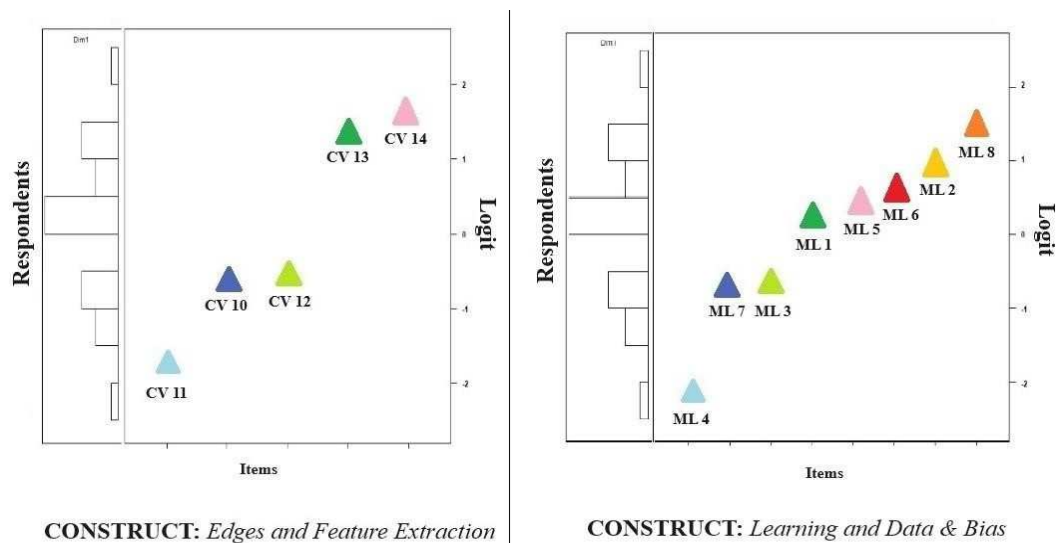 Dim1
Respondents
2
1
0
-1
-2
Logit
CV 14
CV 13
CV 12
CV 10
CV 11
Items
CONSTRUCT: Edges and Feature Extraction
Dim1
Respondents
2
1
0
-1
-2
Logit
ML 8
ML 2
ML 6
ML 5
ML 1
ML 7
ML 3
ML 4
Items
CONSTRUCT: Learning and Data & Bias